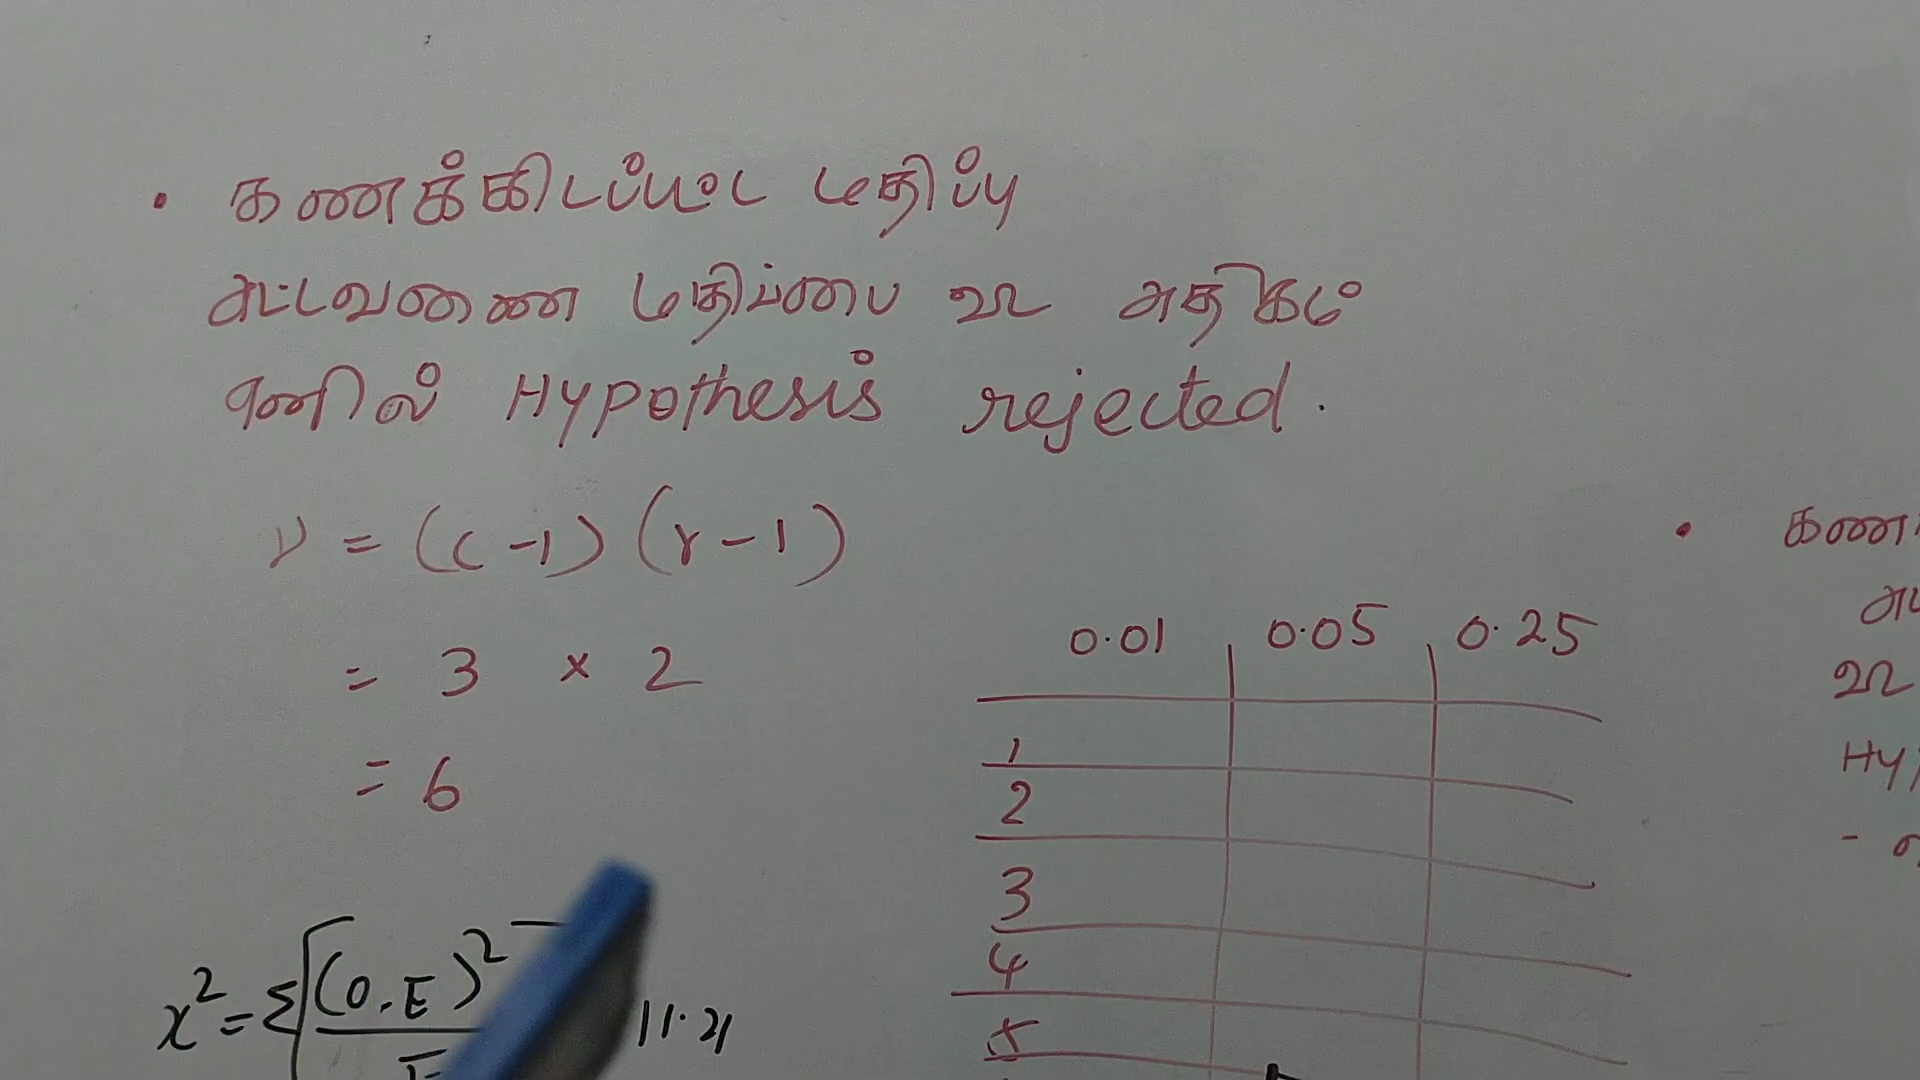 • கணக்கிடப்பட்ட மதிப்பு
அட்டவணை மதிப்பை விட அதிகம்
எனில் Hypothesis rejected.
ν = (c-1) (r-1)
= 3 × 2
= 6
x² = Σ [(O-E)² 11.21
0.01 0.05 0.25
1
2
3
4
5